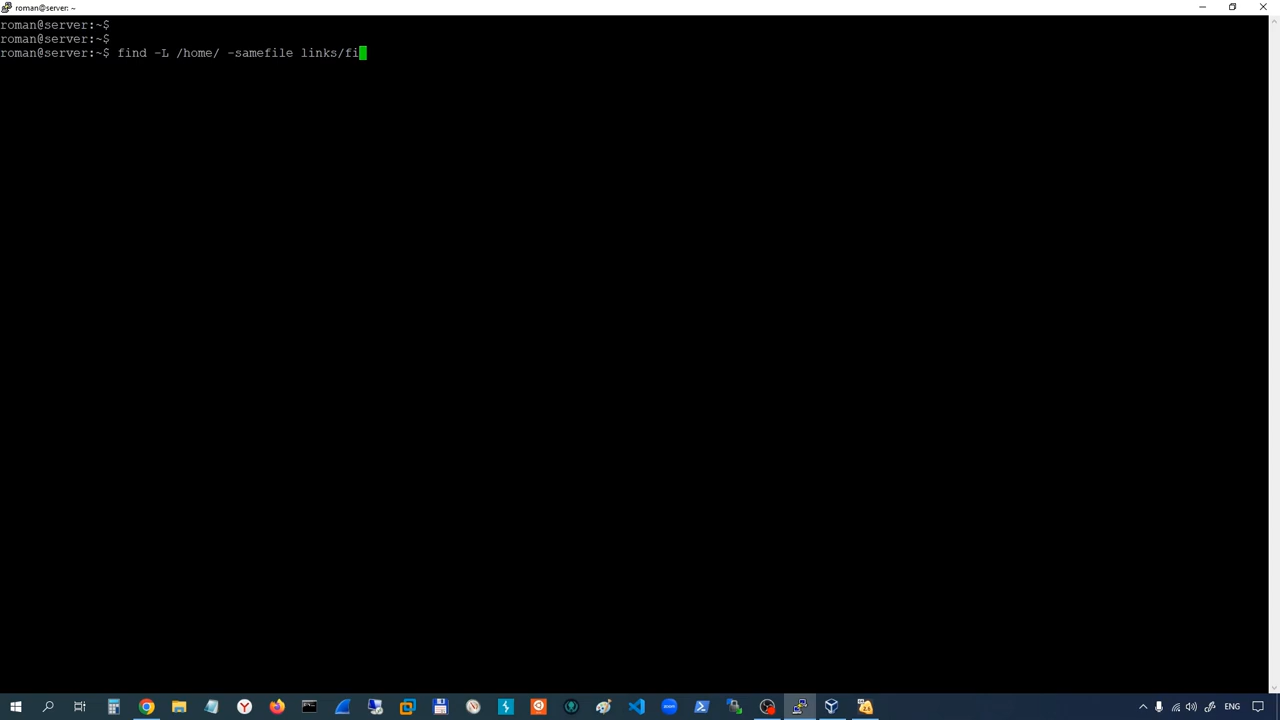 roman@server: ~
roman@server:~$
roman@server:~$
roman@server:~$ find -L /home/ -samefile links/fi
ENG